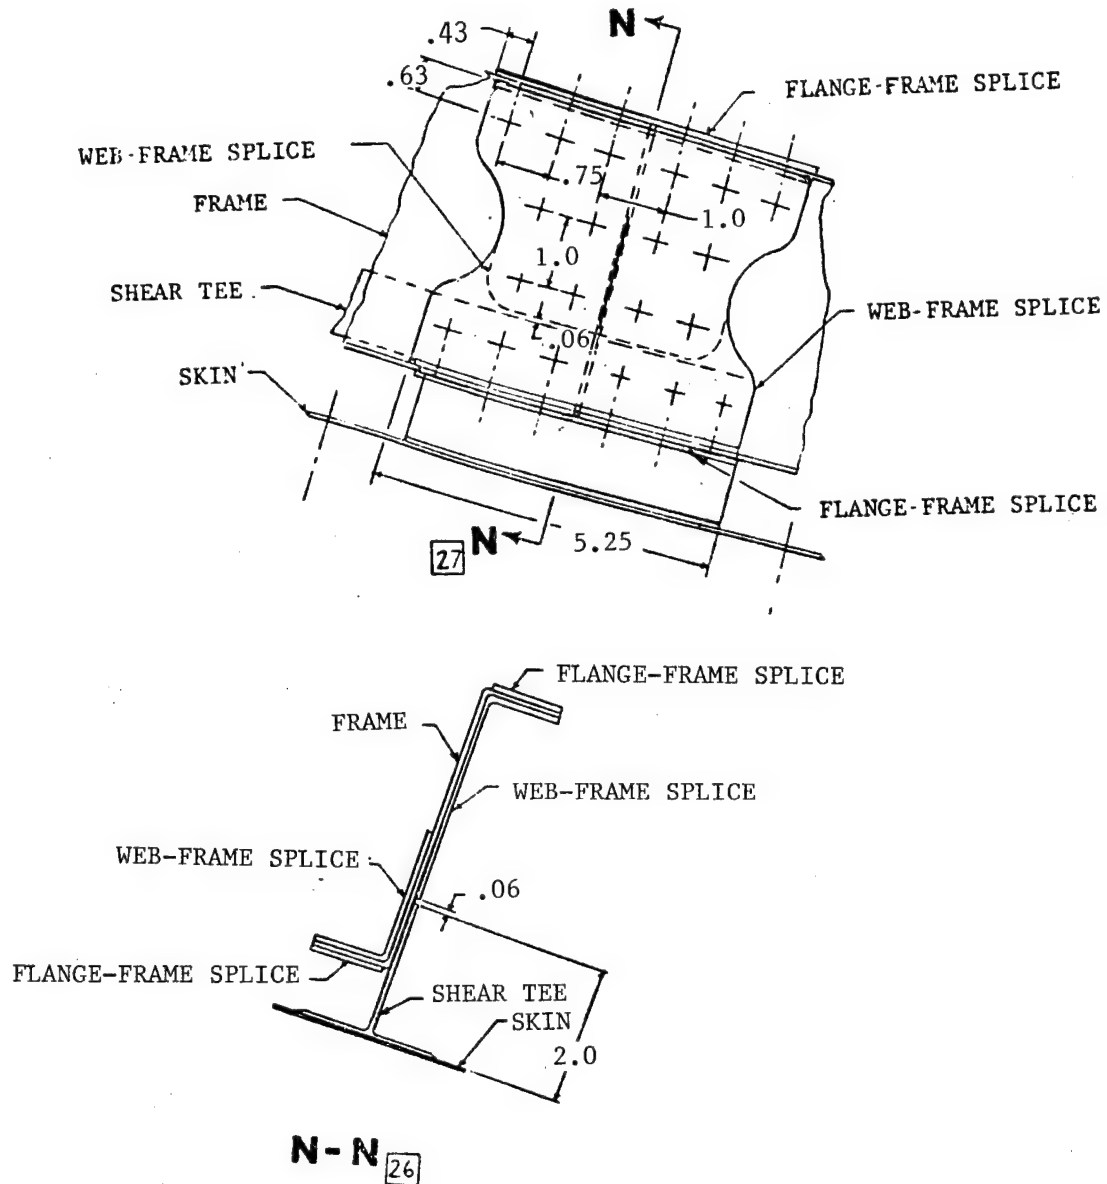 N
.43
.63
FLANGE-FRAME SPLICE
WEB-FRAME SPLICE
.75
FRAME
1.0
1.0
SHEAR TEE
WEB-FRAME SPLICE
.06
SKIN
FLANGE-FRAME SPLICE
N
27
5.25
FLANGE-FRAME SPLICE
FRAME
WEB-FRAME SPLICE
WEB-FRAME SPLICE
.06
FLANGE-FRAME SPLICE
SHEAR TEE
SKIN
2.0
N-N 26